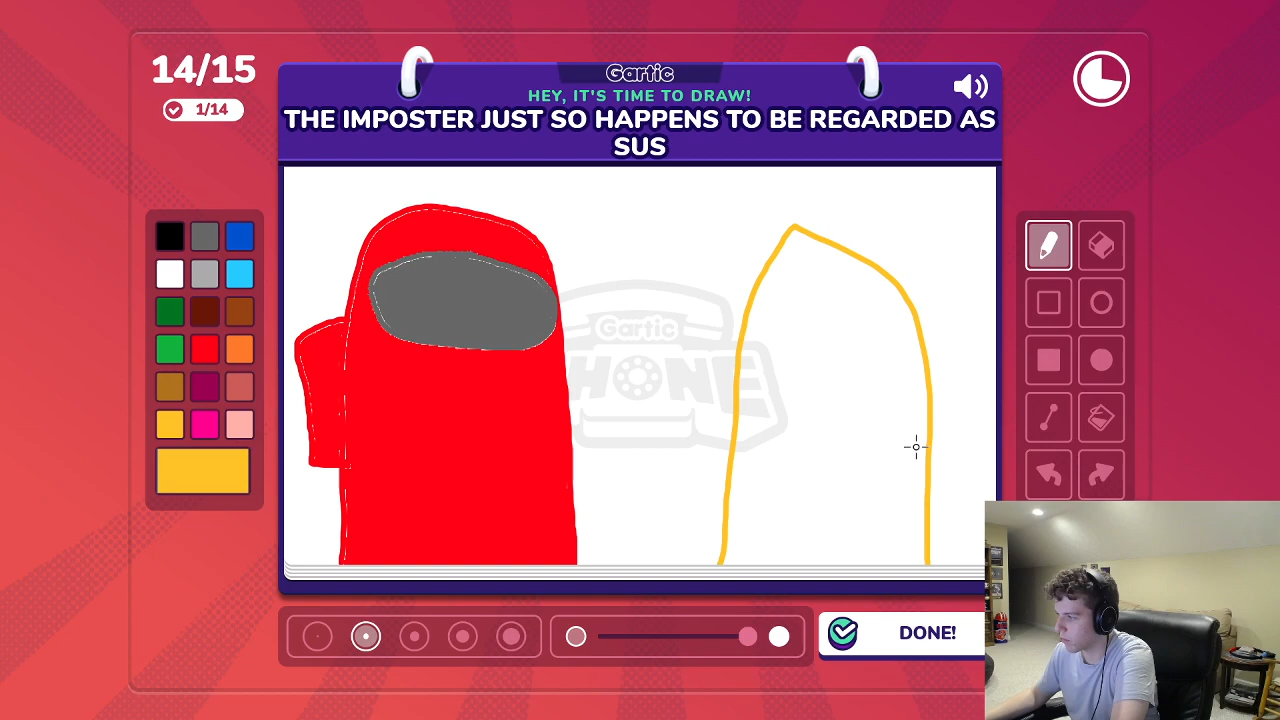 14/15
1/14
Gartic
HEY, IT'S TIME TO DRAW!
THE IMPOSTER JUST SO HAPPENS TO BE REGARDED AS
SUS
Gartic
PHONE
DONE!